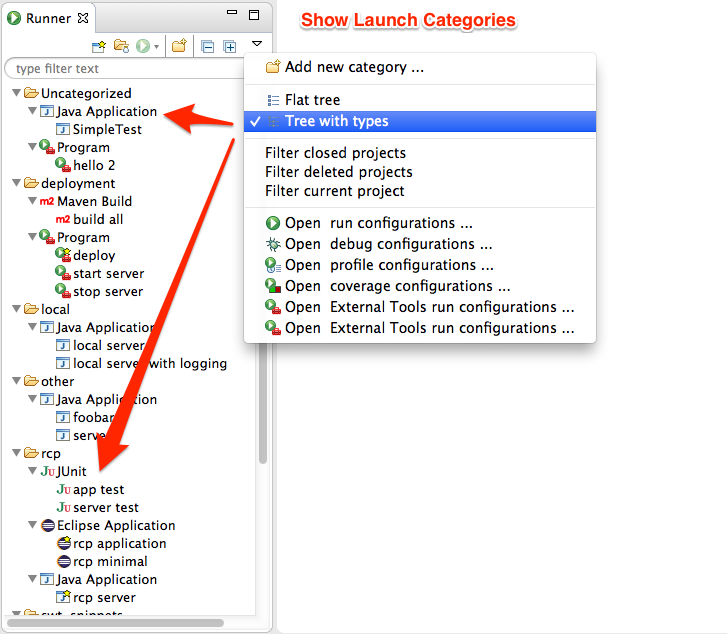 Runner
Show Launch Categories
type filter text
Uncategorized
Java Application
SimpleTest
Program
hello 2
deployment
m2 Maven Build
m2 build all
Program
deploy
start server
stop server
local
Java Application
local server
local server with logging
other
Java Application
foobar
server
rcp
JU JUnit
JU app test
JU server test
Eclipse Application
rcp application
rcp minimal
Java Application
rcp server
swt_snippets
Add new category ...
Flat tree
Tree with types
Filter closed projects
Filter deleted projects
Filter current project
Open run configurations ...
Open debug configurations ...
Open profile configurations ...
Open coverage configurations ...
Open External Tools run configurations ...
Open External Tools run configurations ...